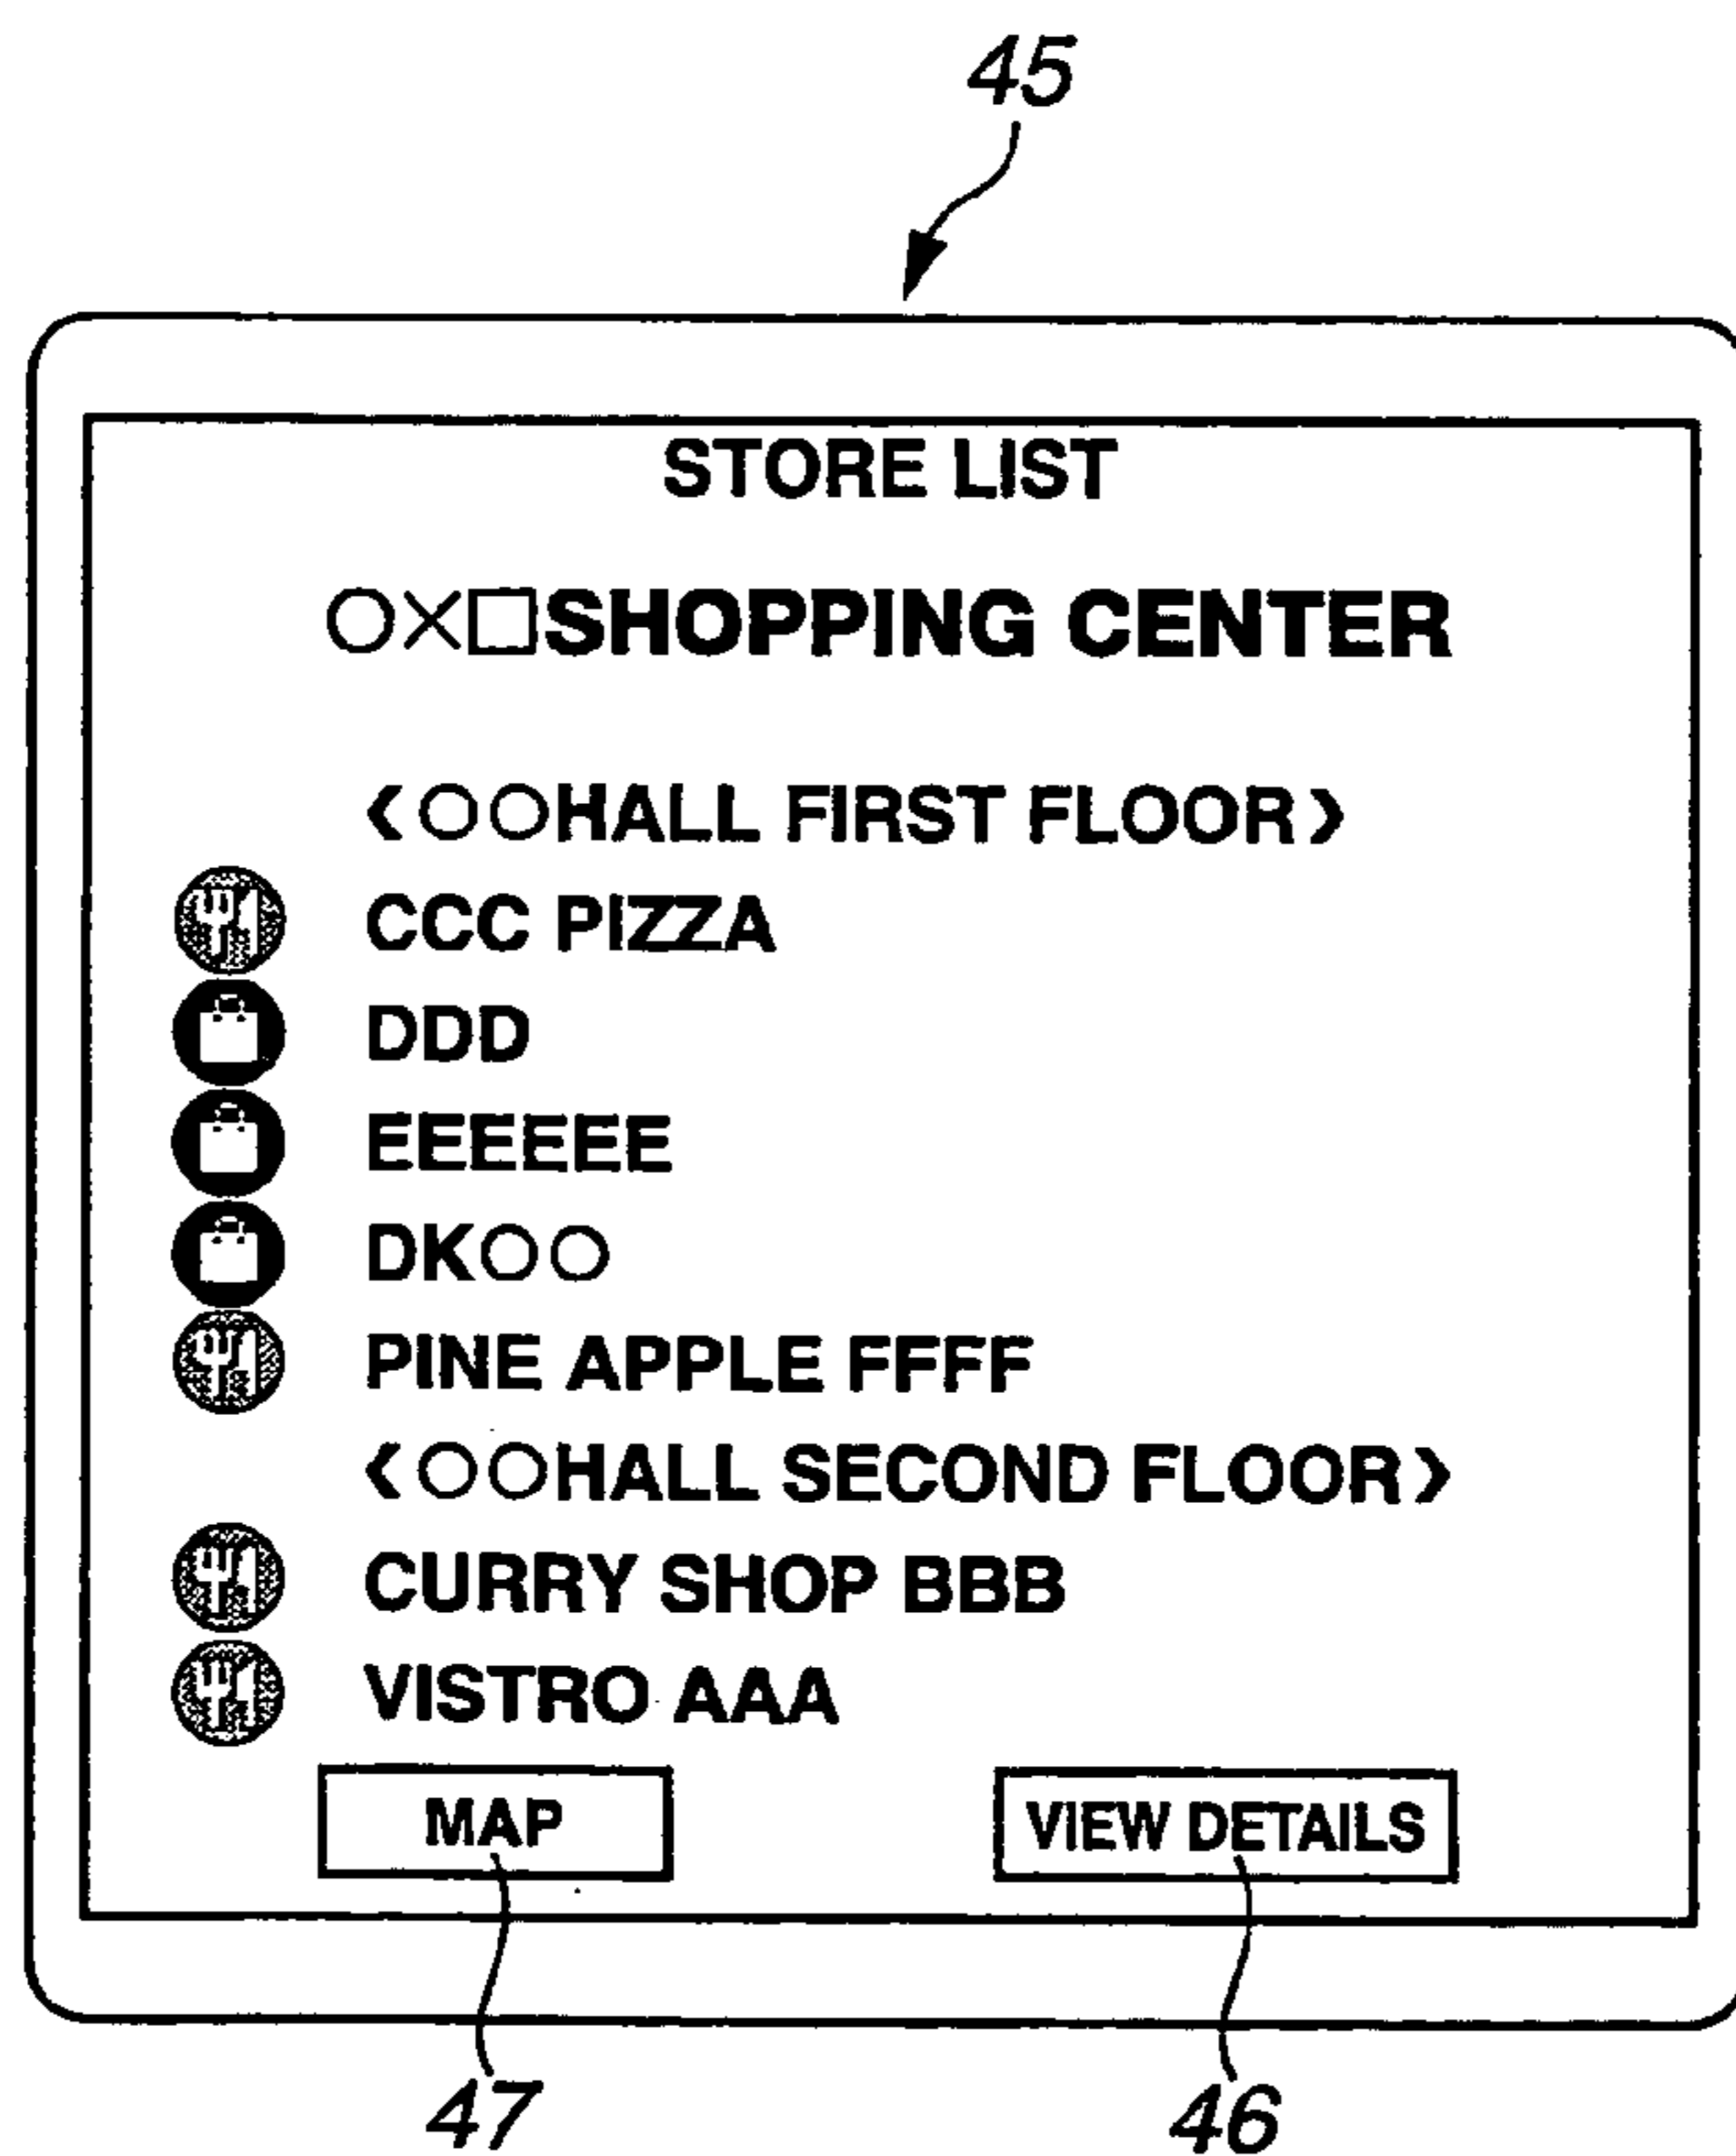 45
STORE LIST
○×□SHOPPING CENTER
〈○○HALL FIRST FLOOR〉
CCC PIZZA
DDD
EEEEEE
DK○○
PINE APPLE FFFF
〈○○HALL SECOND FLOOR〉
CURRY SHOP BBB
VISTRO AAA
MAP
VIEW DETAILS
47
46